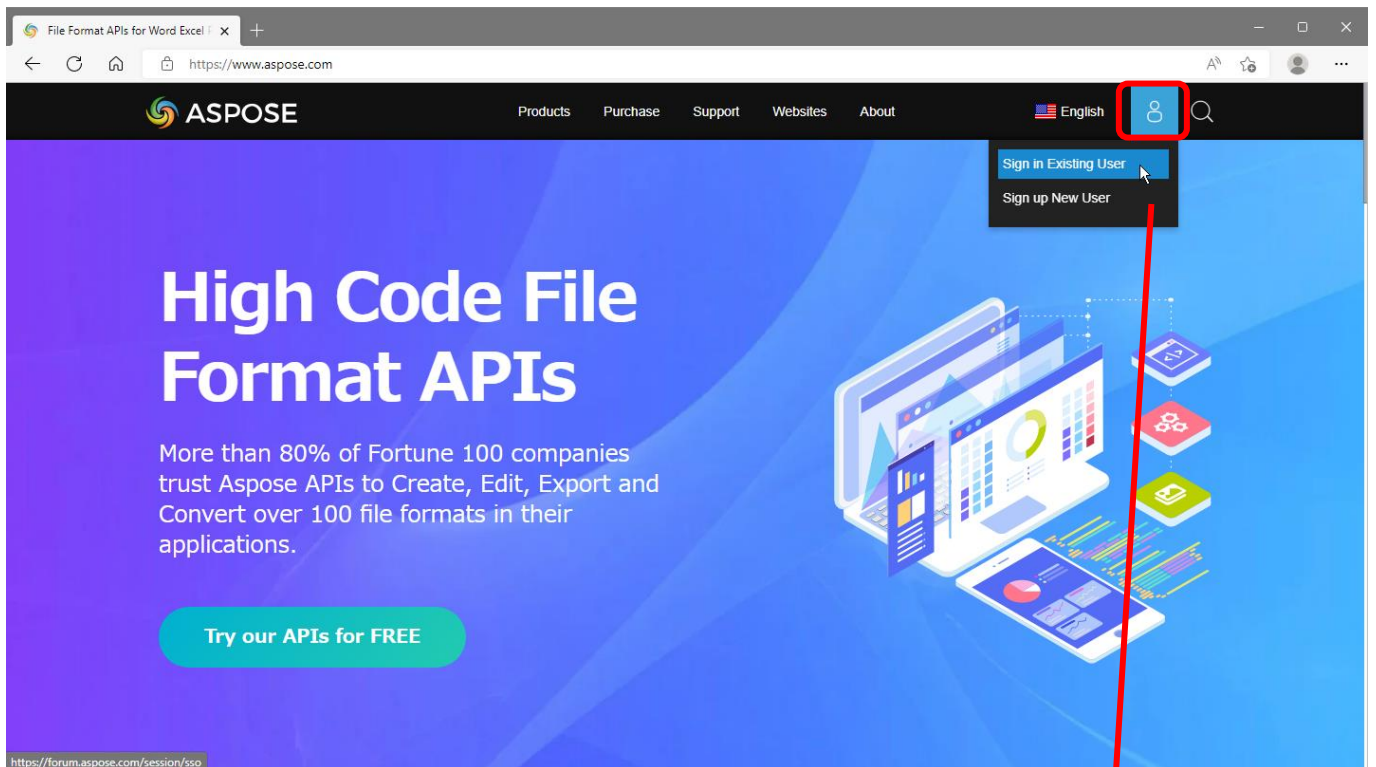 File Format APIs for Word Excel
https://www.aspose.com
ASPOSE
Products
Purchase
Support
Websites
About
English
Sign in Existing User
Sign up New User
High Code File
Format APIs
More than 80% of Fortune 100 companies
trust Aspose APIs to Create, Edit, Export and
Convert over 100 file formats in their
applications.
Try our APIs for FREE
https://forum.aspose.com/session/sso